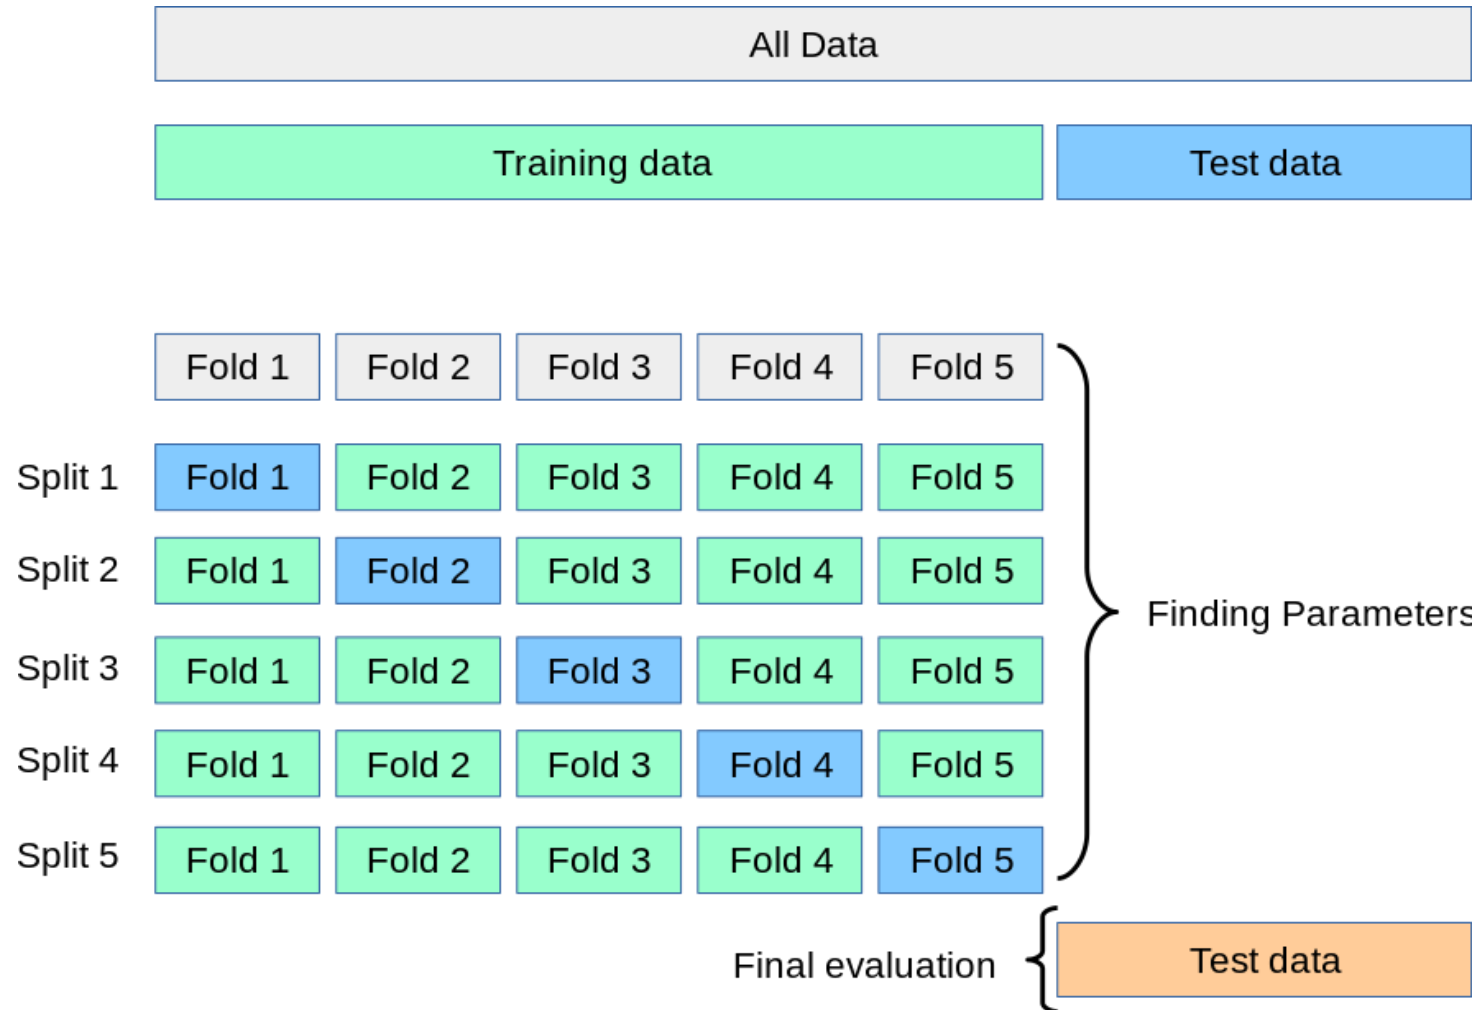 All Data
Training data Test data
Fold 1 Fold 2 Fold 3 Fold 4 Fold 5
Split 1 Fold 1 Fold 2 Fold 3 Fold 4 Fold 5
Split 2 Fold 1 Fold 2 Fold 3 Fold 4 Fold 5
Finding Parameters
Split 3 Fold 1 Fold 2 Fold 3 Fold 4 Fold 5
Split 4 Fold 1 Fold 2 Fold 3 Fold 4 Fold 5
Split 5 Fold 1 Fold 2 Fold 3 Fold 4 Fold 5
Final evaluation Test data